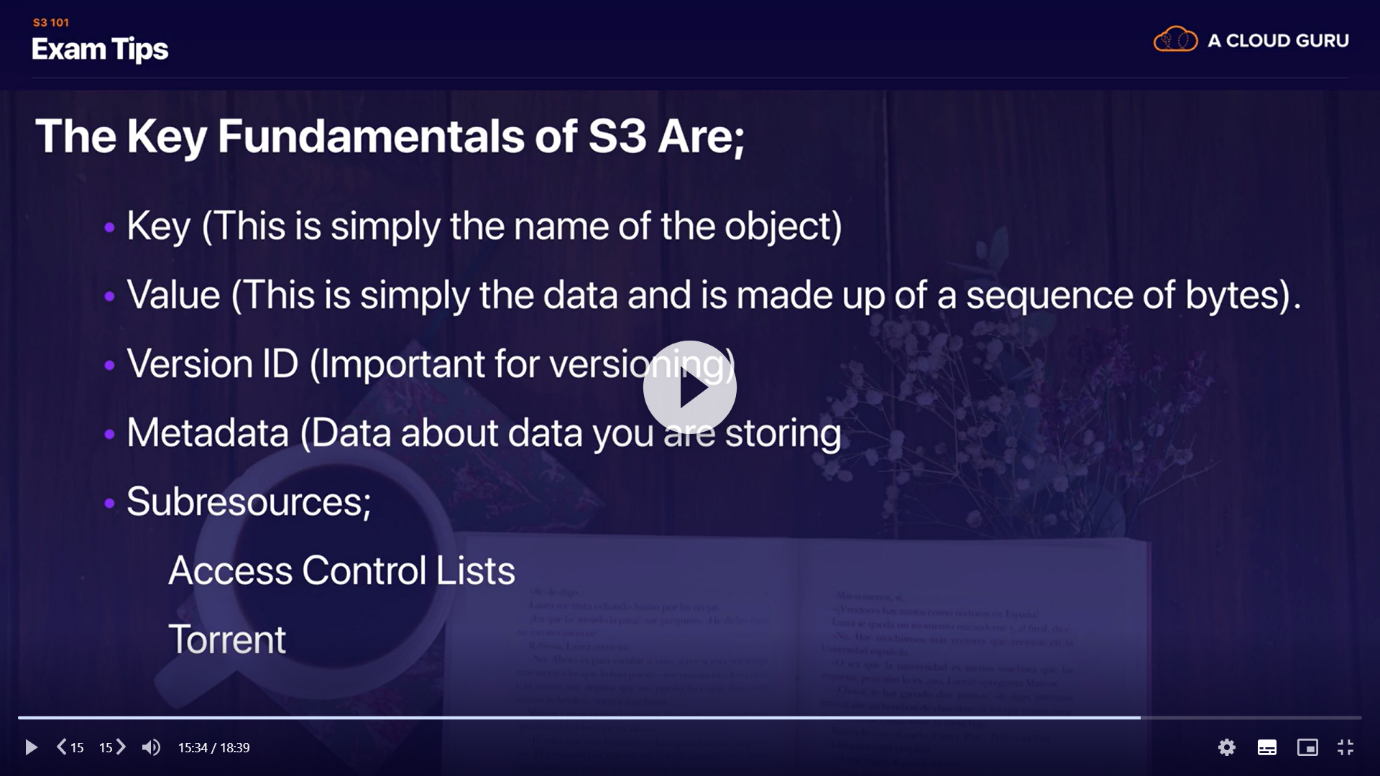 S3 101
Exam Tips
A CLOUD GURU
The Key Fundamentals of S3 Are;
• Key (This is simply the name of the object)
• Value (This is simply the data and is made up of a sequence of bytes).
• Version ID (Important for versioning)
• Metadata (Data about data you are storing
• Subresources;
Access Control Lists
Torrent
15 15 15:34 / 18:39